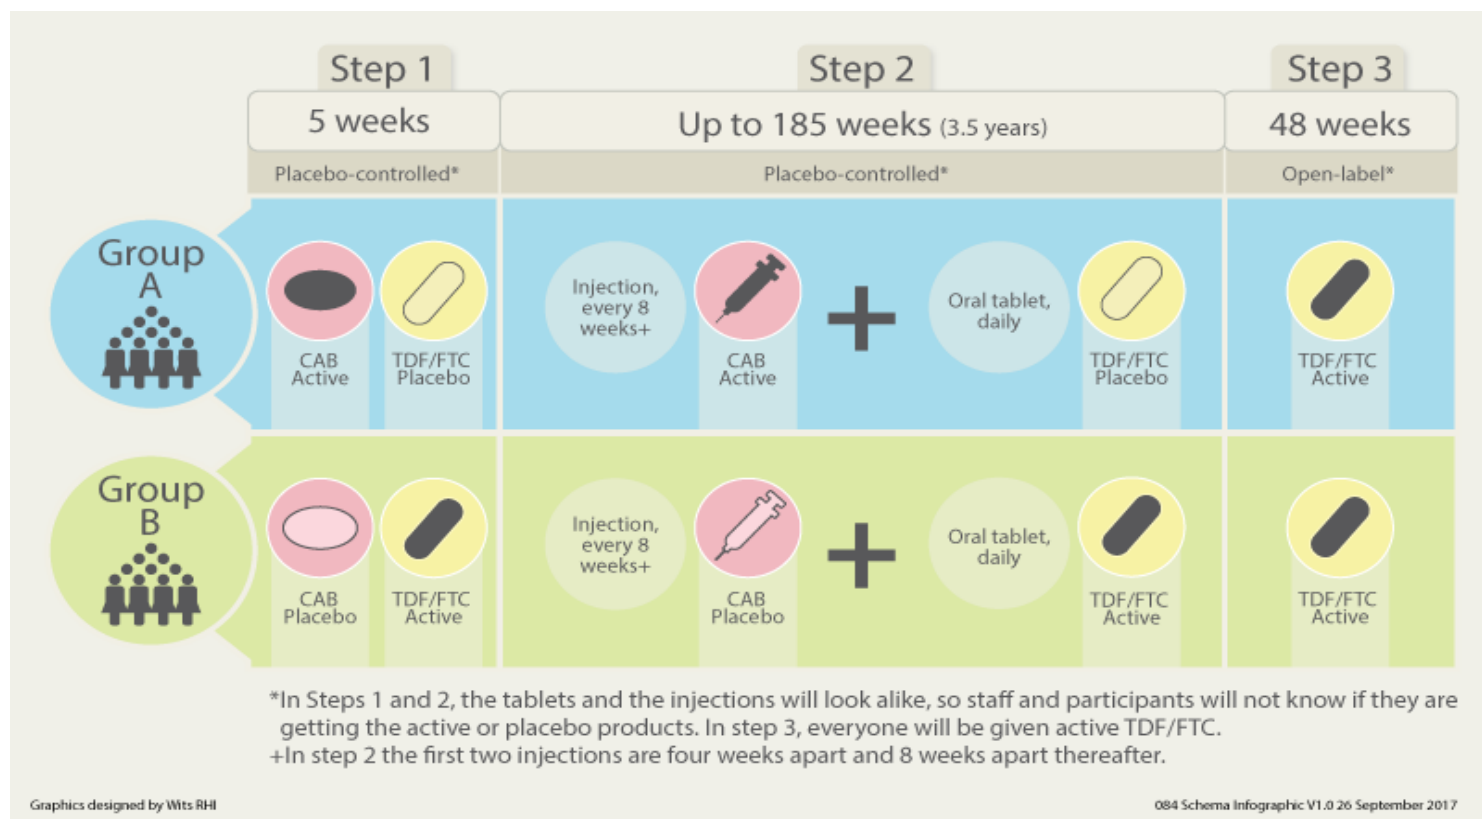 Step 1
Step 2
Step 3
5 weeks
Up to 185 weeks (3.5 years)
48 weeks
Placebo-controlled*
Placebo-controlled*
Open-label*
Group
A
CAB
Active
TDF/FTC
Placebo
Injection,
every 8
weeks+
CAB
Active
+
Oral tablet,
daily
TDF/FTC
Placebo
TDF/FTC
Active
Group
B
CAB
Placebo
TDF/FTC
Active
Injection,
every 8
weeks+
CAB
Placebo
+
Oral tablet,
daily
TDF/FTC
Active
TDF/FTC
Active
*In Steps 1 and 2, the tablets and the injections will look alike, so staff and participants will not know if they are
getting the active or placebo products. In step 3, everyone will be given active TDF/FTC.
+In step 2 the first two injections are four weeks apart and 8 weeks apart thereafter.
Graphics designed by Wits RHI
084 Schema Infographic V1.0 26 September 2017